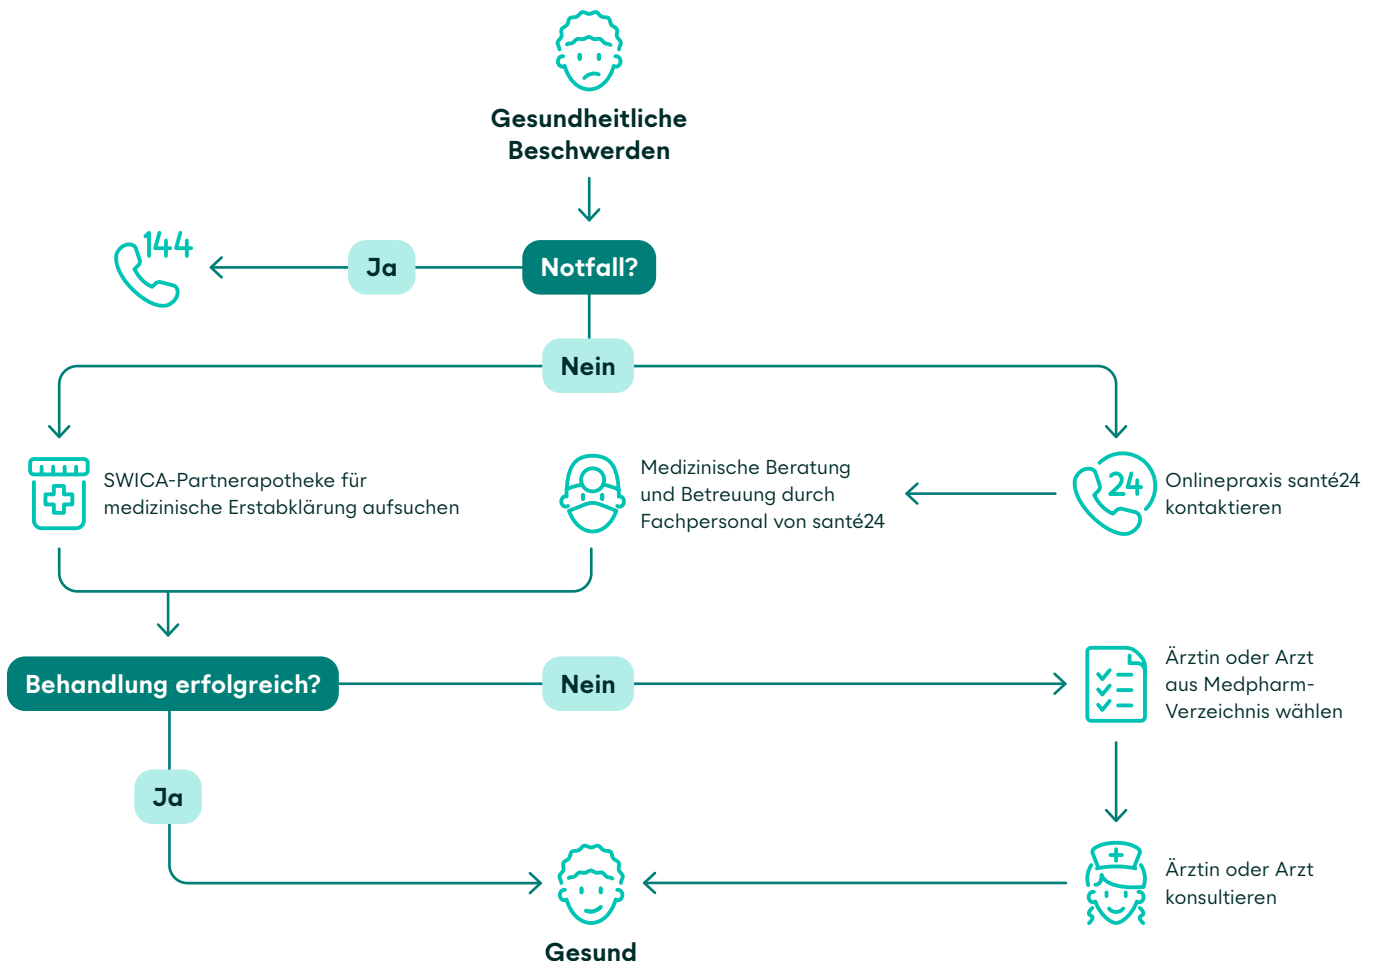 Gesundheitliche
Beschwerden
144
Ja
Notfall?
Nein
SWICA-Partnerapotheke für
medizinische Erstabklärung aufsuchen
Medizinische Beratung
und Betreuung durch
Fachpersonal von santé24
24
Onlinepraxis santé24
kontaktieren
Behandlung erfolgreich?
Nein
Ärztin oder Arzt
aus Medpharm-
Verzeichnis wählen
Ja
Ärztin oder Arzt
konsultieren
Gesund